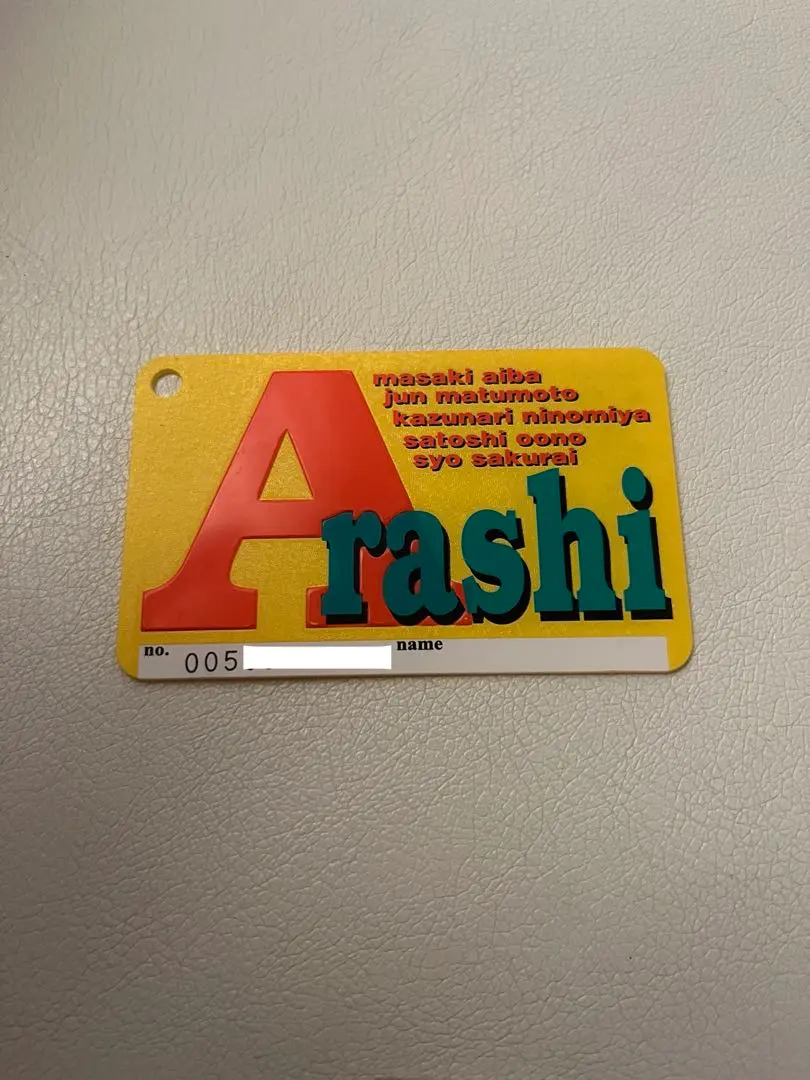 masaki aiba
jun matumoto
kazunari ninomiya
satoshi oono
syo sakurai
Arashi
no. 005 name